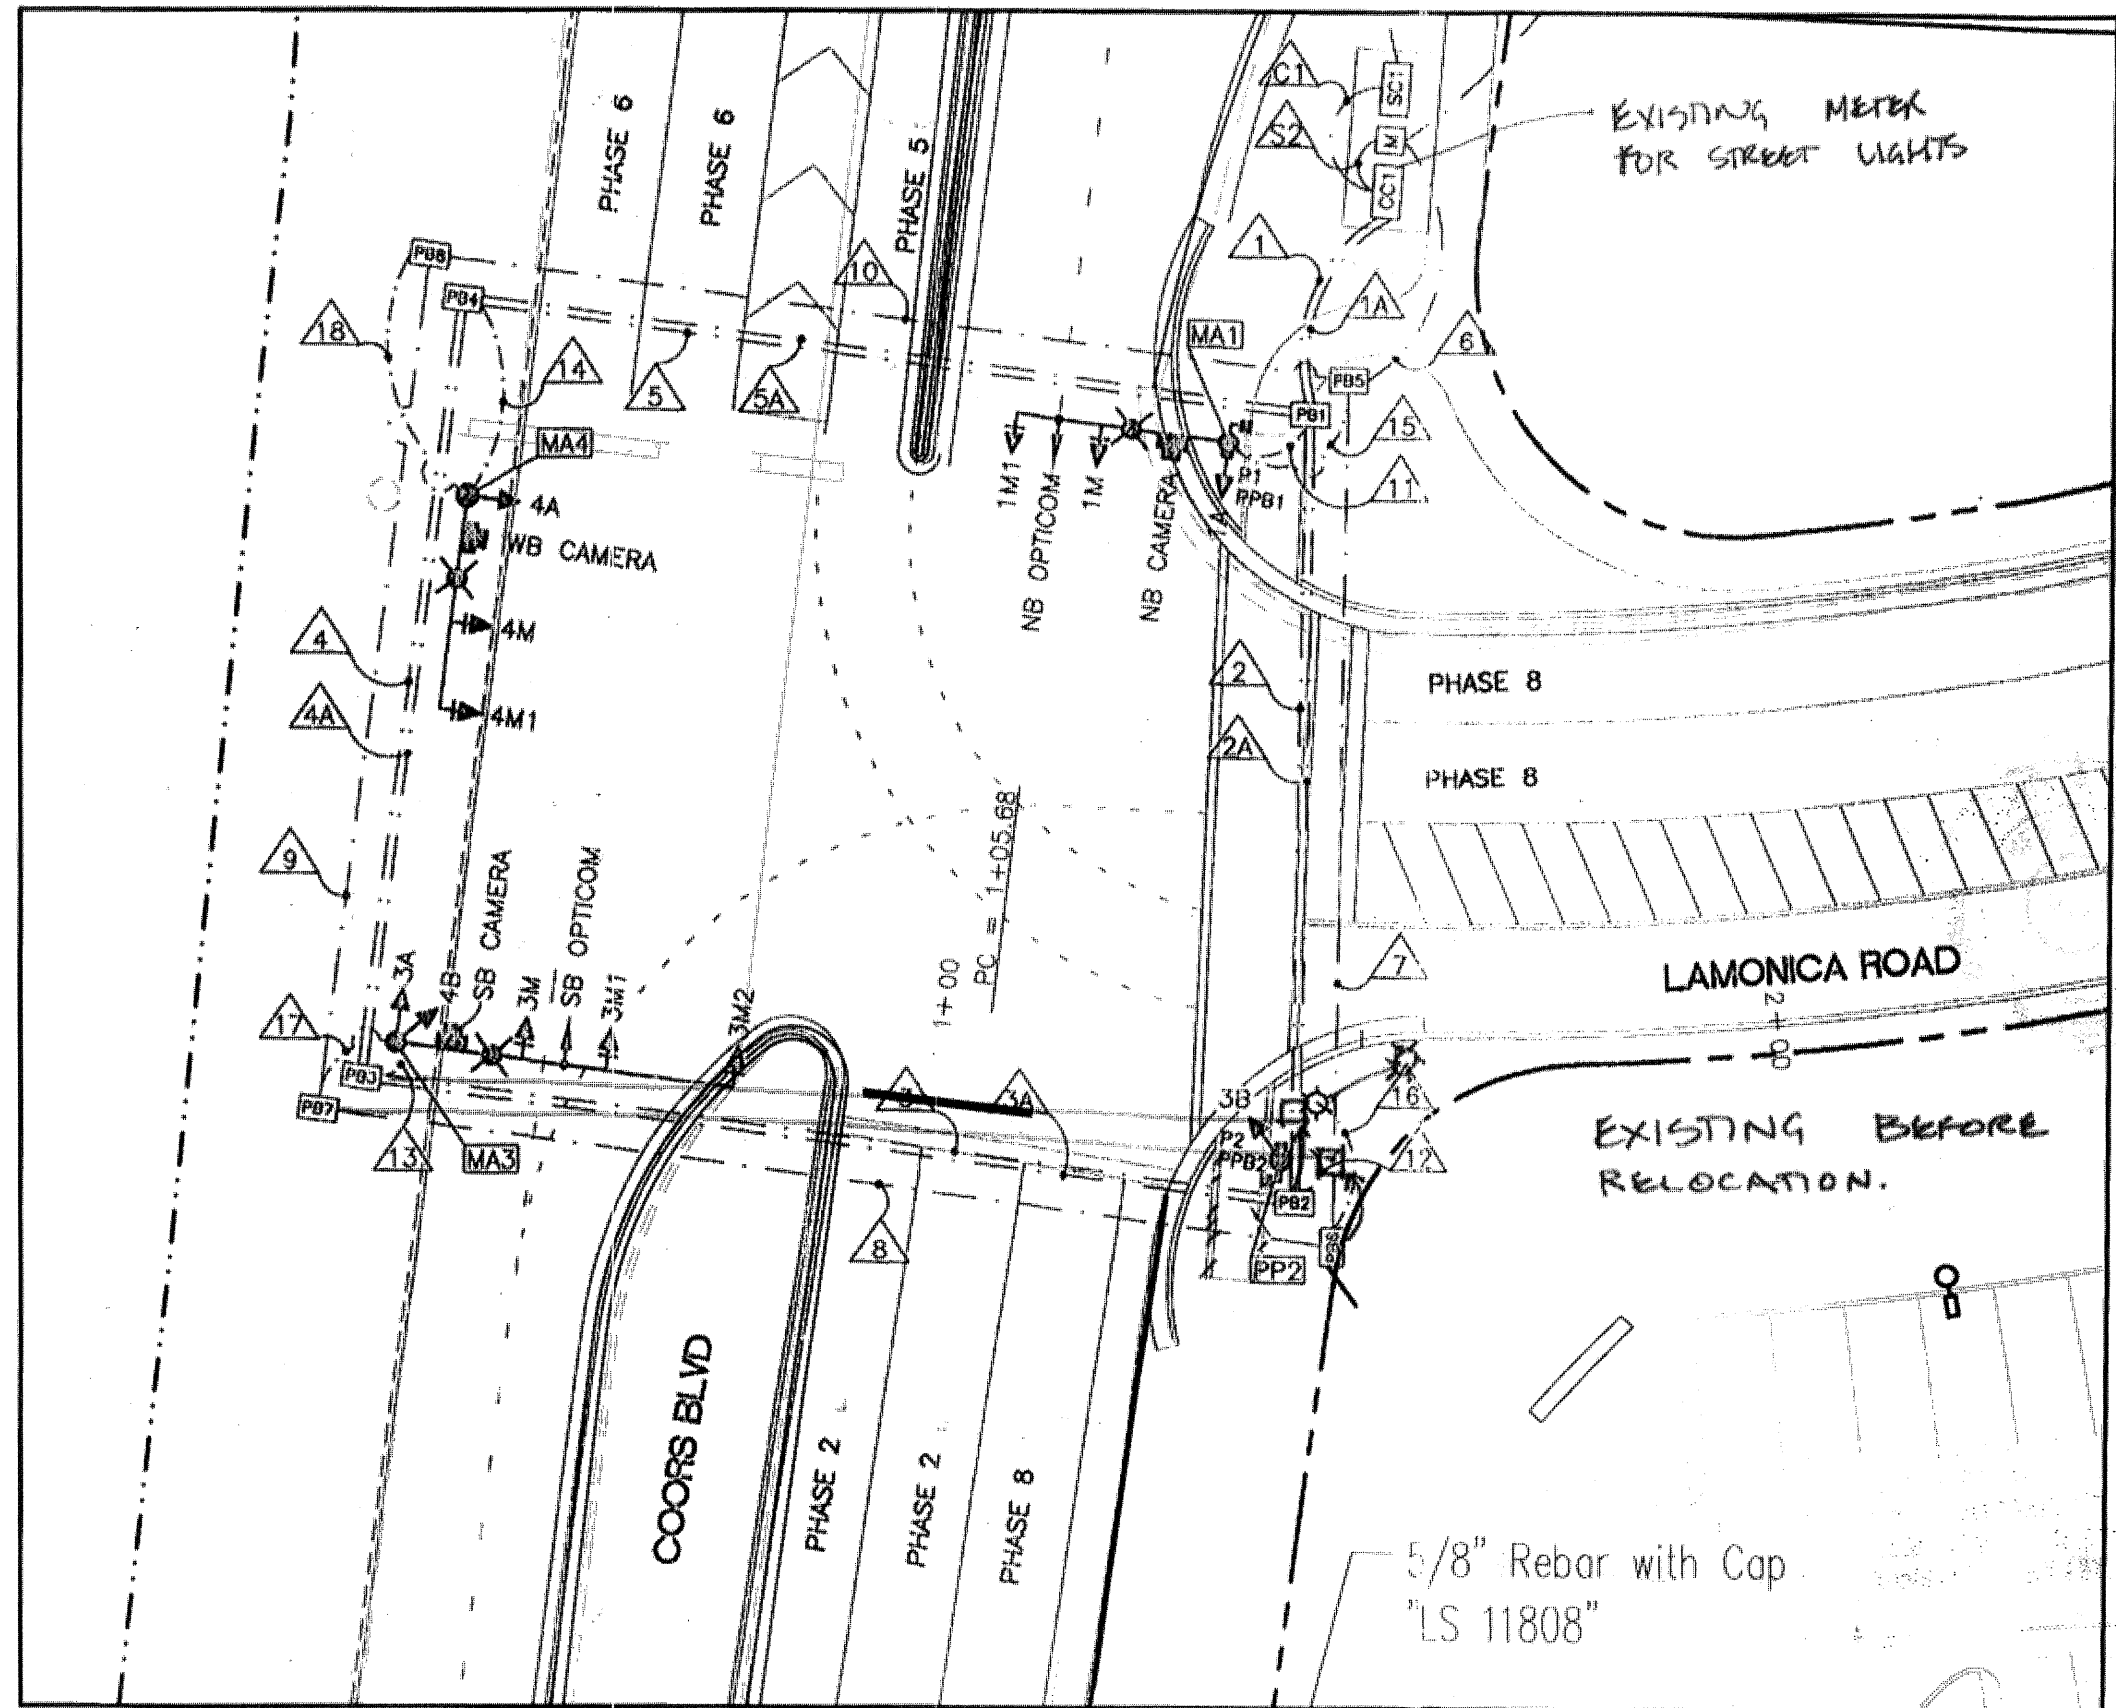 C1
SC1
S2
M
CC1
EXISTING METER
FOR STREET LIGHTS
PHASE 6
PHASE 6
PHASE 5
10
1
1A
6
PB8
PB4
18
14
5
5A
MA1
PB5
PB1
15
11
MA4
4A
WB CAMERA
4M
4M1
1M1
NB OPTICOM
1M
NB CAMERA
P1
PPB1
4
4A
2
2A
PHASE 8
PHASE 8
9
PC = 1+05.68
1+00
LAMONICA ROAD
2+00
7
17
3A
4B
SB CAMERA
3M
SB OPTICOM
3M1
3M2
PB3
PB7
13
MA3
3
3A
8
3B
P2
PPB2
PB2
16
12
PP2
EXISTING BEFORE
RELOCATION.
COORS BLVD
PHASE 2
PHASE 2
PHASE 8
5/8" Rebar with Cap
"LS 11808"